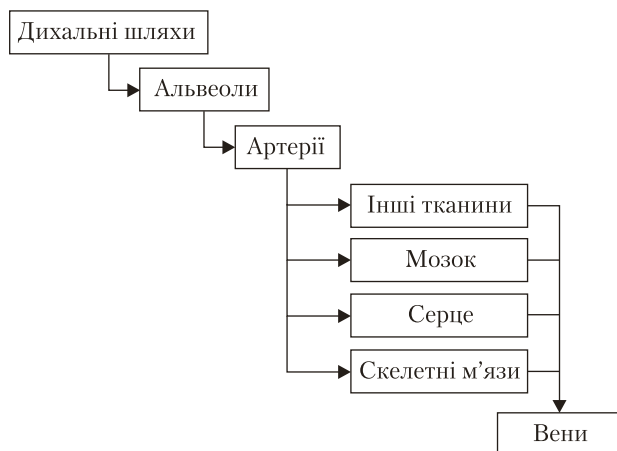 Дихальні шляхи
Альвеоли
Артерії
Інші тканини
Мозок
Серце
Скелетні м’язи
Вени